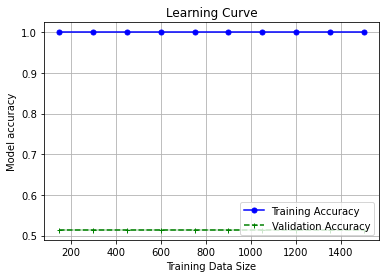 Learning Curve
1.0
0.9
0.8
0.7
0.6
0.5
Model accuracy
Training Accuracy
Validation Accuracy
200 400 600 800 1000 1200 1400
Training Data Size